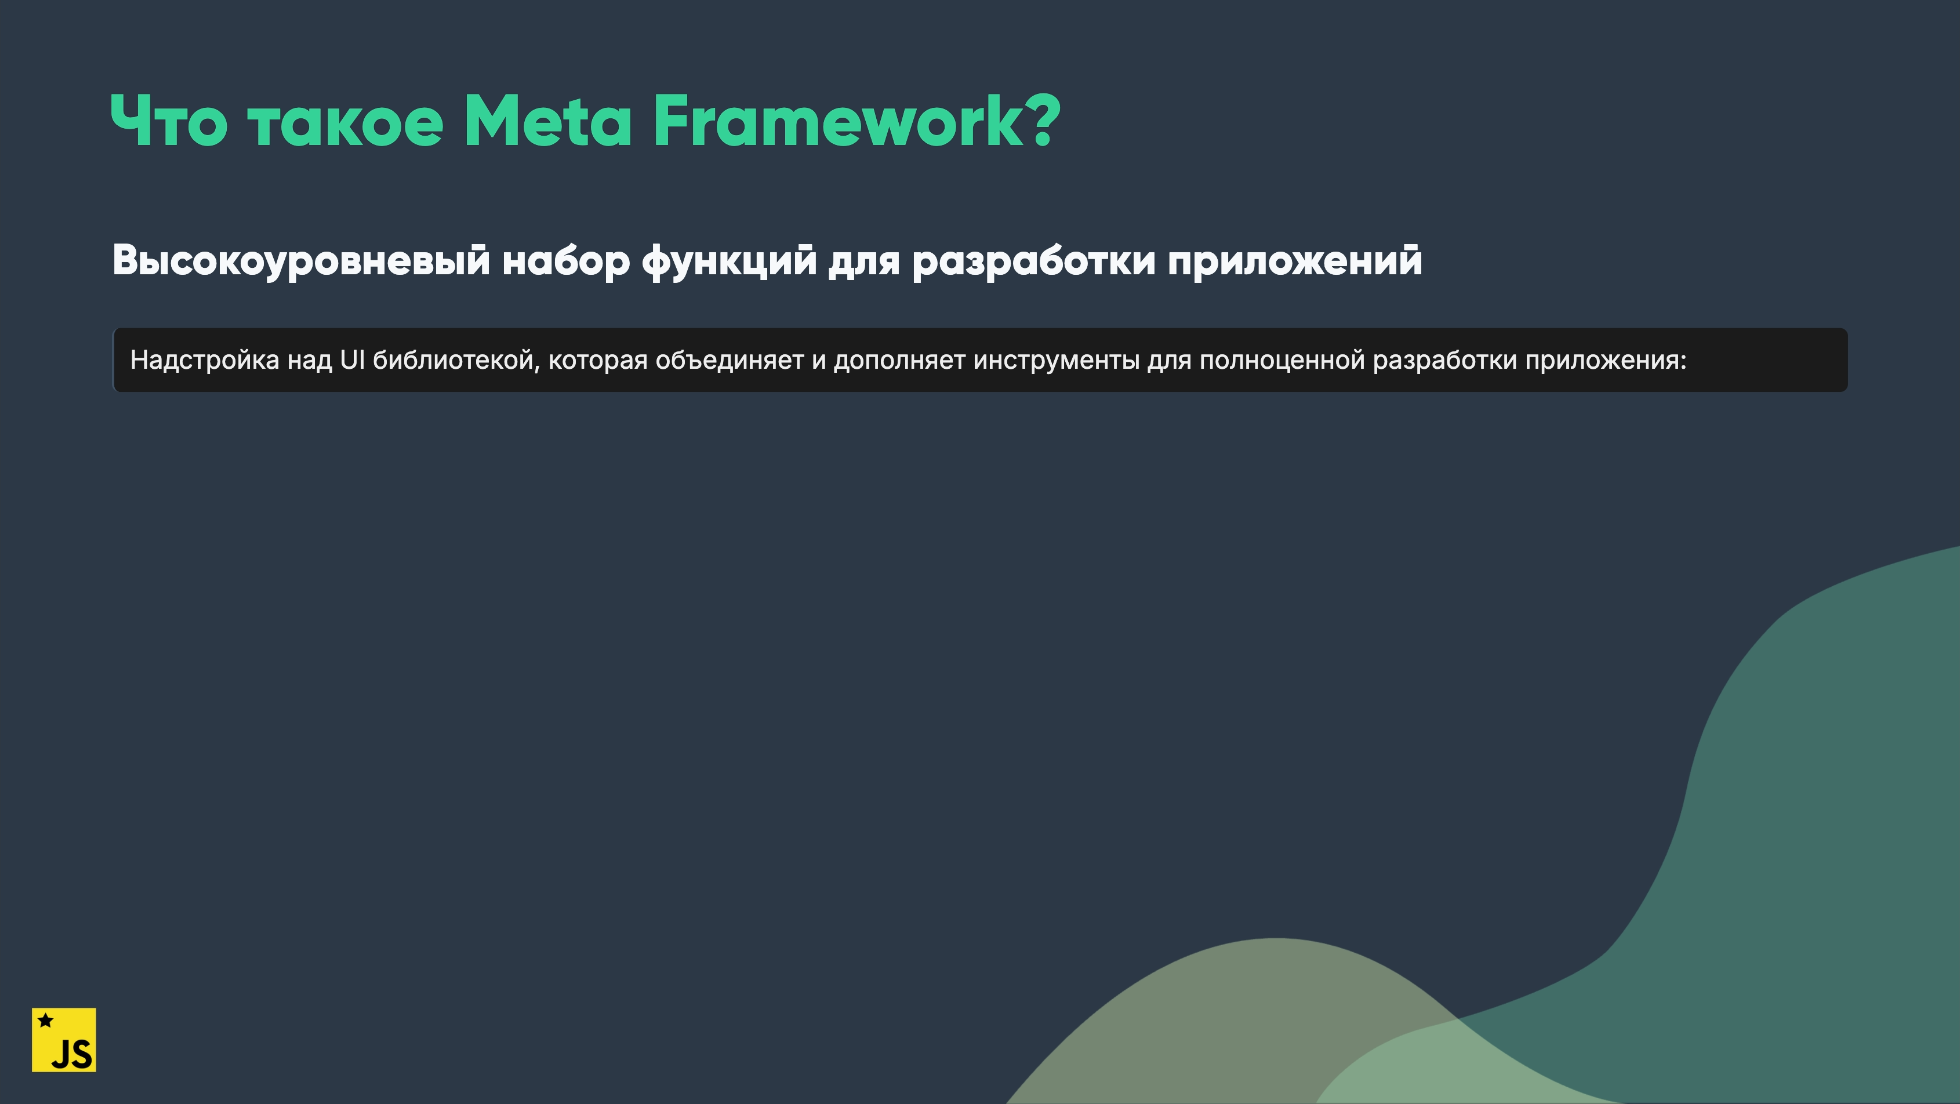 Что такое Meta Framework?
Высокоуровневый набор функций для разработки приложений
Надстройка над UI библиотекой, которая объединяет и дополняет инструменты для полноценной разработки приложения:
JS